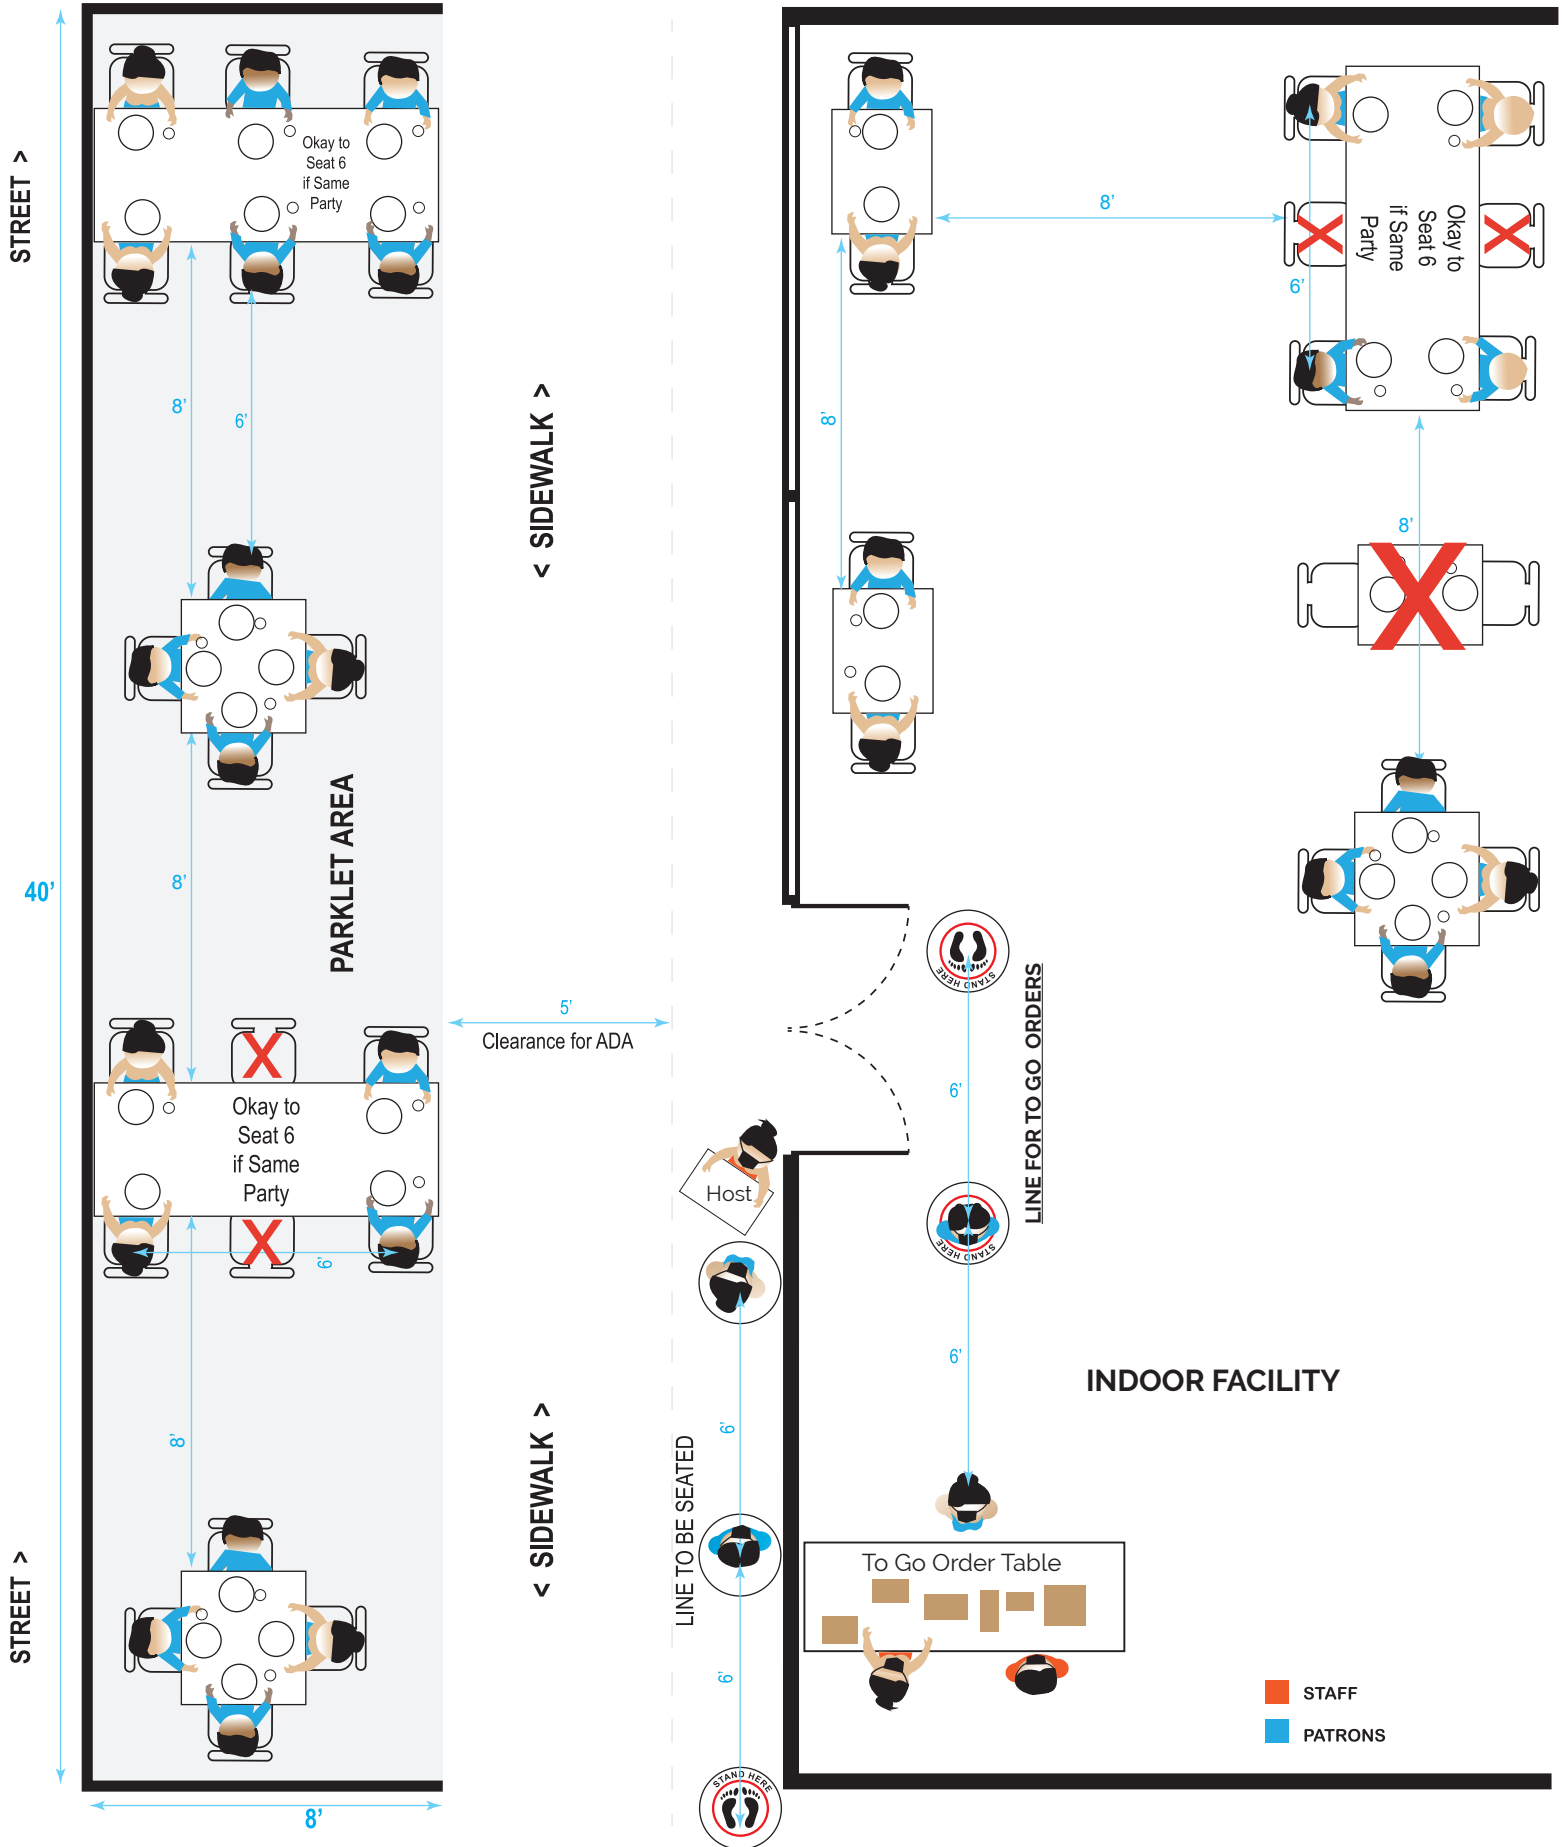 STREET >
Okay to
Seat 6
if Same
Party
8'
6'
< SIDEWALK >
8'
8'
Okay to
Seat 6
if Same
Party
6'
8'
40'
PARKLET AREA
8'
5'
Clearance for ADA
Okay to
Seat 6
if Same
Party
6'
8'
STREET >
< SIDEWALK >
8'
Host
LINE TO BE SEATED
6'
6'
STAND HERE
STAND HERE
6'
STAND HERE
6'
LINE FOR TO GO ORDERS
INDOOR FACILITY
To Go Order Table
STAFF
PATRONS
8'